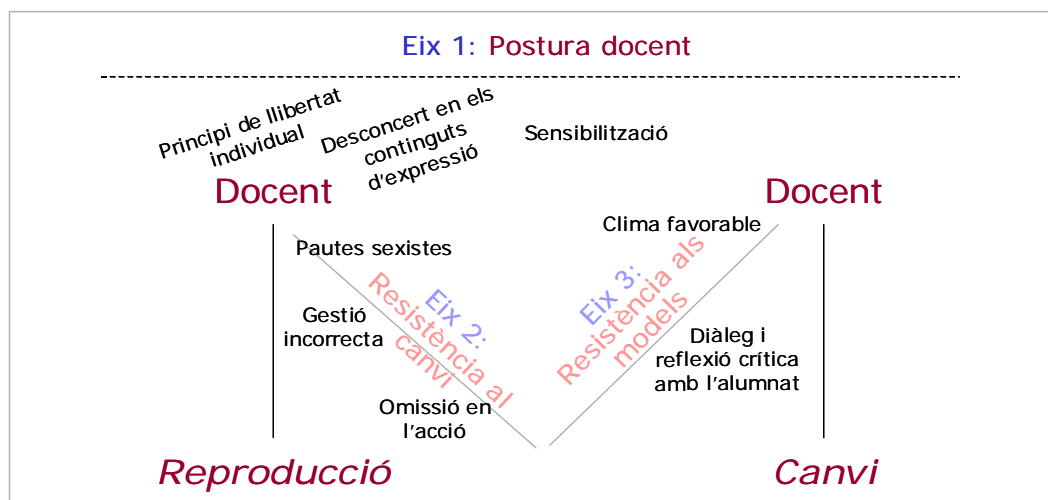 Eix 1: Postura docent
Principi de llibertat
individual
Desconcert en els
continguts
d'expressió
Sensibilització
Docent
Docent
Clima favorable
Pautes sexistes
Eix 2:
Resistència al
canvi
Eix 3:
Resistència als
models
Gestió
incorrecta
Diàleg i
reflexió crítica
amb l'alumnat
Omissió en
l'acció
Reproducció
Canvi